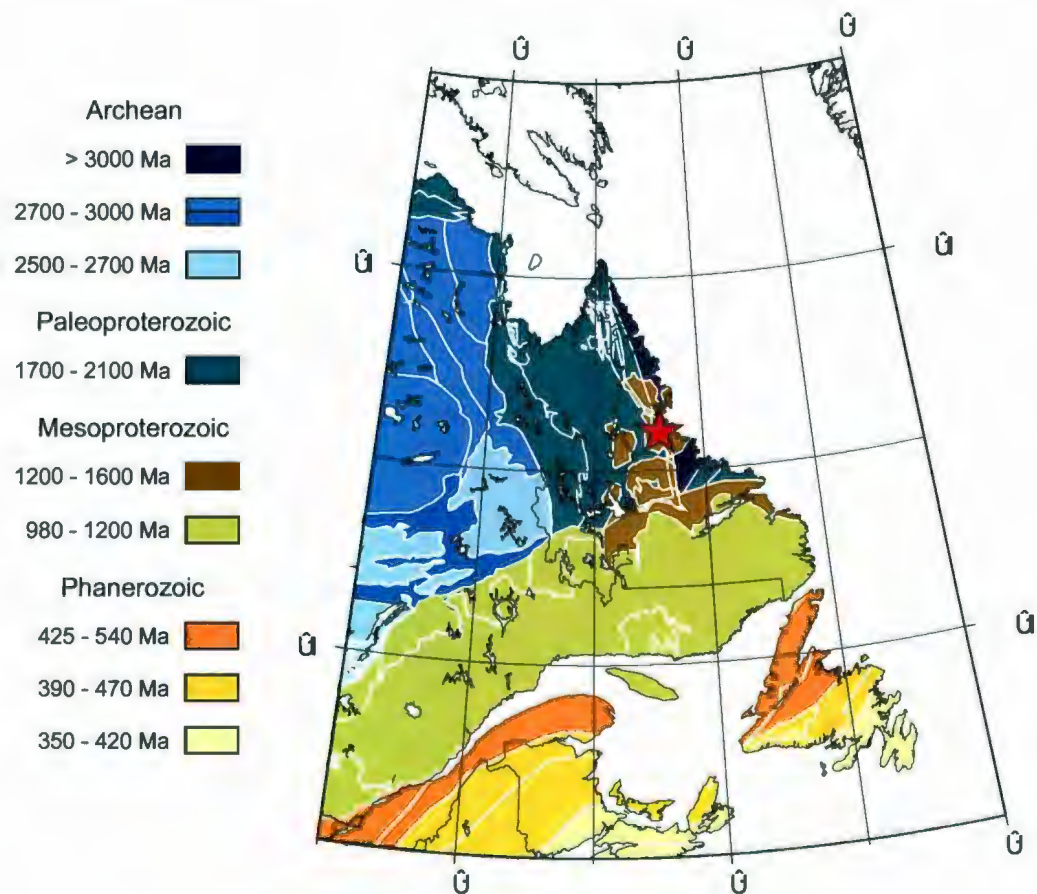 Archean
> 3000 Ma
2700 - 3000 Ma
2500 - 2700 Ma
Paleoproterozoic
1700 - 2100 Ma
Mesoproterozoic
1200 - 1600 Ma
980 - 1200 Ma
Phanerozoic
425 - 540 Ma
390 - 470 Ma
350 - 420 Ma